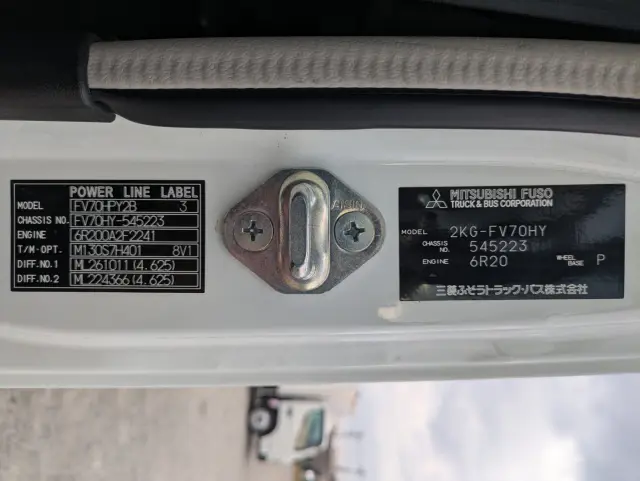 POWER LINE LABEL
MODEL FV70HPY2B 3
CHASSIS NO. FV70HY-545223
ENGINE 6R200A2F2241
T/M-OPT. M130S7H401 8V1
DIFF.NO.1 ML261011(4.625)
DIFF.NO.2 ML224366(4.625)
MITSUBISHI FUSO
TRUCK & BUS CORPORATION
MODEL 2KG-FV70HY
CHASSIS NO. 545223
ENGINE 6R20 WHEEL BASE P
三菱ふそうトラック・バス株式会社